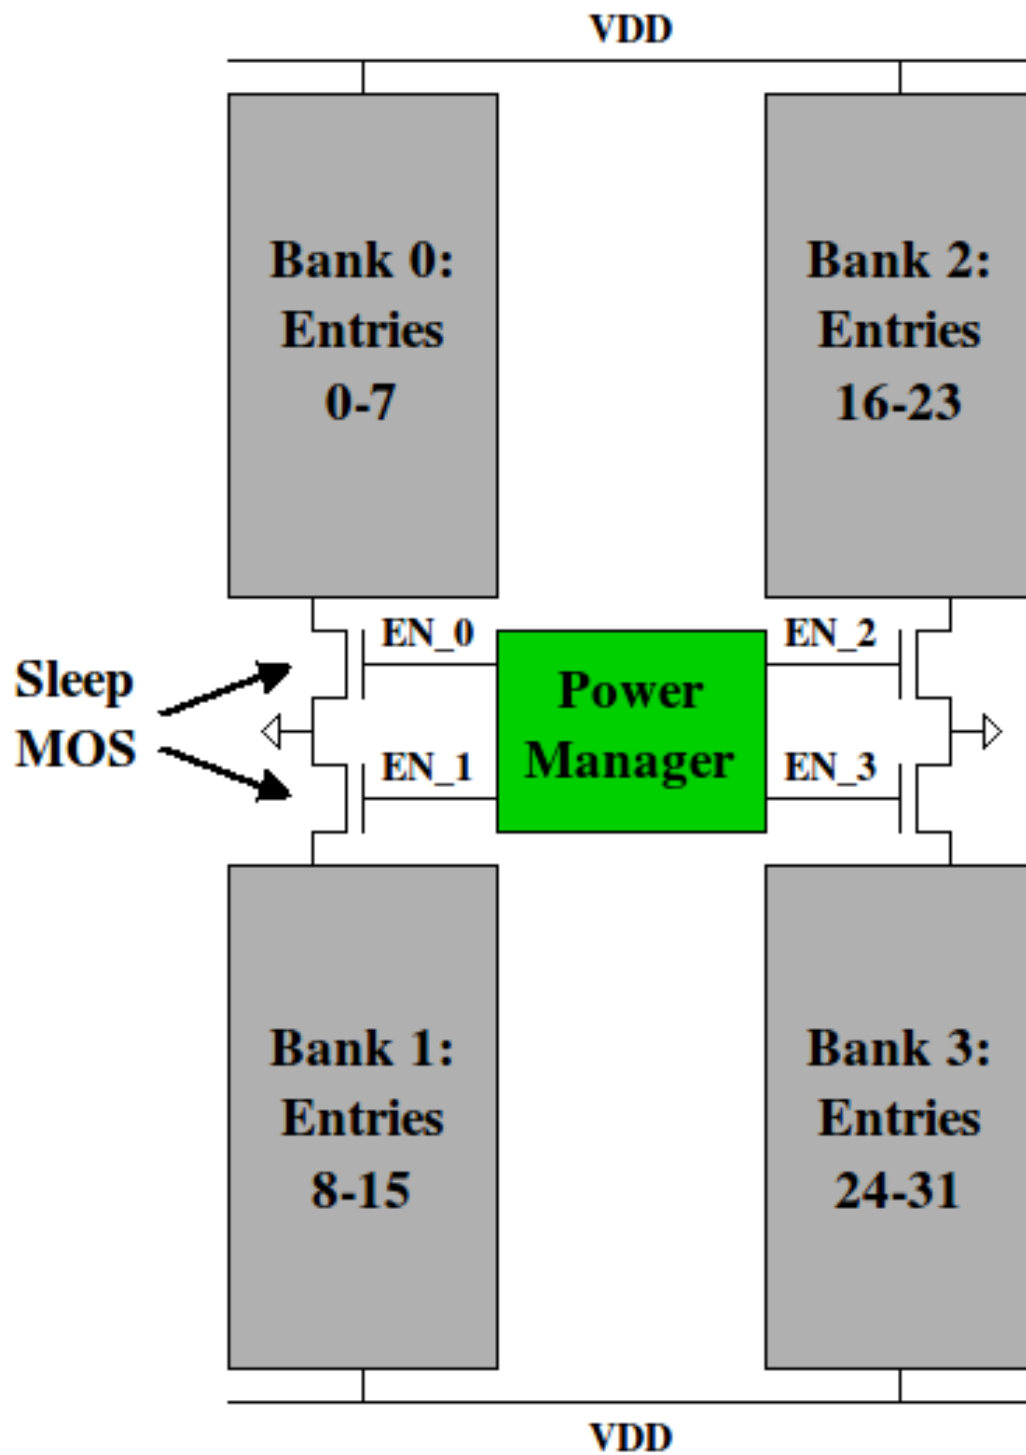 VDD
Bank 0:
Entries
0-7
Bank 2:
Entries
16-23
EN_0
EN_2
Sleep
MOS
Power
Manager
EN_1
EN_3
Bank 1:
Entries
8-15
Bank 3:
Entries
24-31
VDD